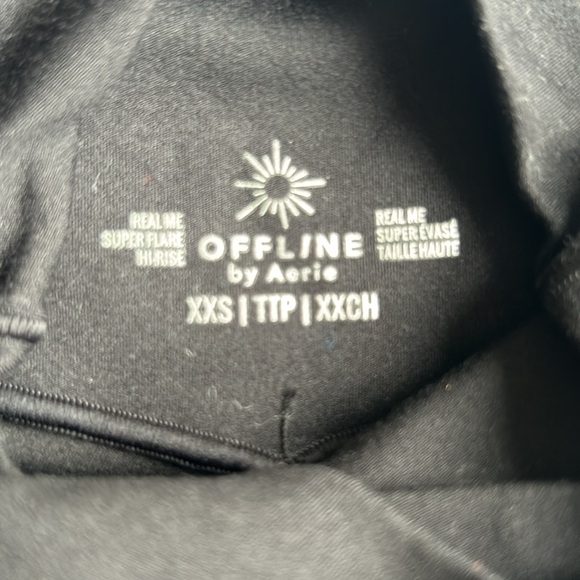 REAL ME
SUPER FLARE
HI-RISE
OFFLINE
by Aerie
REAL ME
SUPER ÉVASÉ
TAILLE HAUTE
XXS | TTP | XXCH